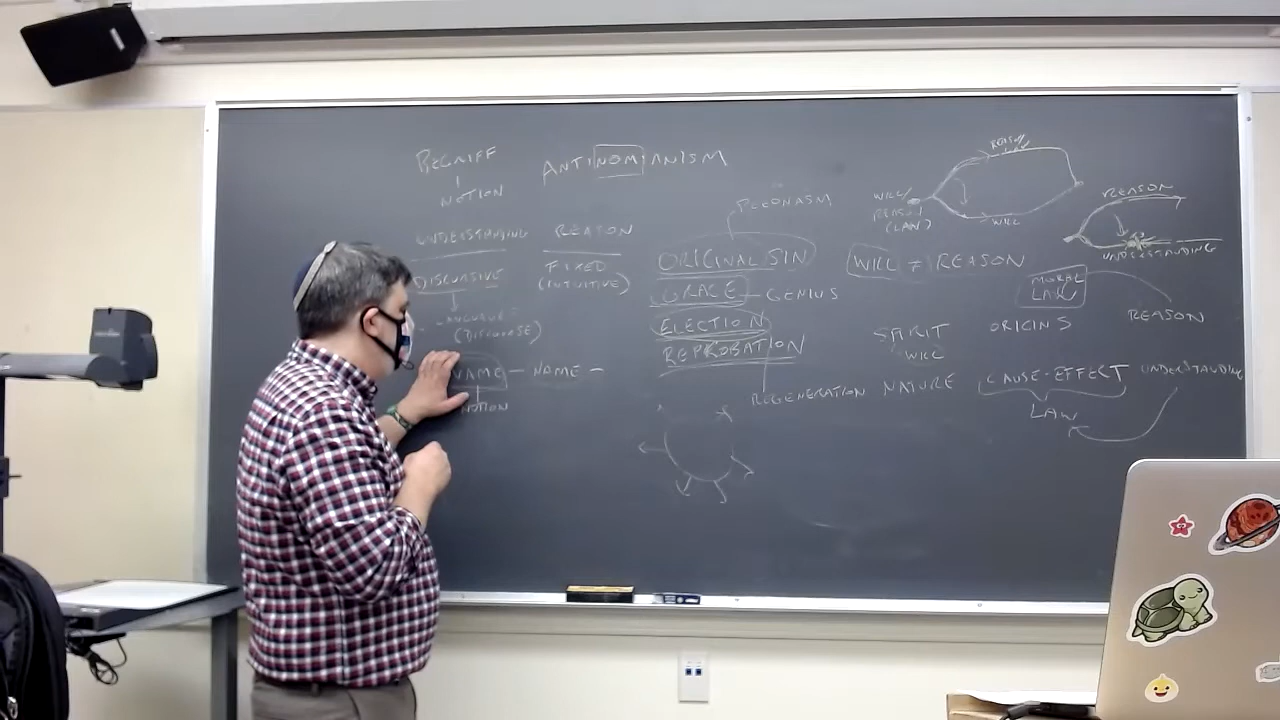 BEGRIFF
NOTION
ANTINOMIANISM
UNDERSTANDING REASON
DISCURSIVE FIXED
(INTUITIVE)
LANGUAGE
(DISCOURSE)
NAME - NAME -
NOTION
PLEONASM
ORIGINAL SIN
GRACE - GENIUS
ELECTION
REPROBATION
REGENERATION
REASON
WILL/
REASON
(LAW)
WILL
REASON
UNDERSTANDING
WILL ≠ REASON
MORAL
LAW
REASON
SPIRIT ORIGINS
WILL
NATURE CAUSE-EFFECT UNDERSTANDING
LAW